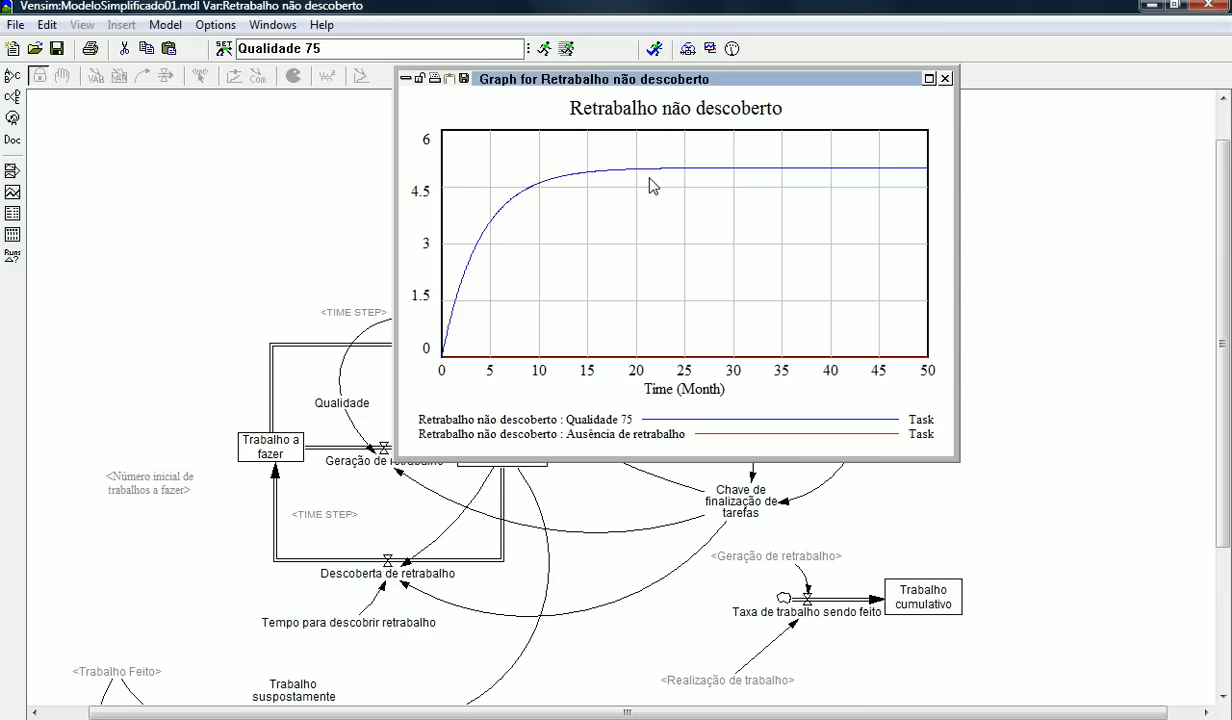 Vensim:ModeloSimplificado01.mdl Var:Retrabalho não descoberto
File Edit View Insert Model Options Windows Help
SET Qualidade 75
Doc
Runs
Graph for Retrabalho não descoberto
Retrabalho não descoberto
6
4.5
3
1.5
0
0 5 10 15 20 25 30 35 40 45 50
Time (Month)
Retrabalho não descoberto : Qualidade 75 Task
Retrabalho não descoberto : Ausência de retrabalho Task
<TIME STEP>
Qualidade
Trabalho a
fazer
Geração de retrabalho
<Número inicial de
trabalhos a fazer>
<TIME STEP>
Chave de
finalização de
tarefas
<Geração de retrabalho>
Descoberta de retrabalho
Trabalho
cumulativo
Taxa de trabalho sendo feito
Tempo para descobrir retrabalho
<Trabalho Feito>
<Realização de trabalho>
Trabalho
suspostamente